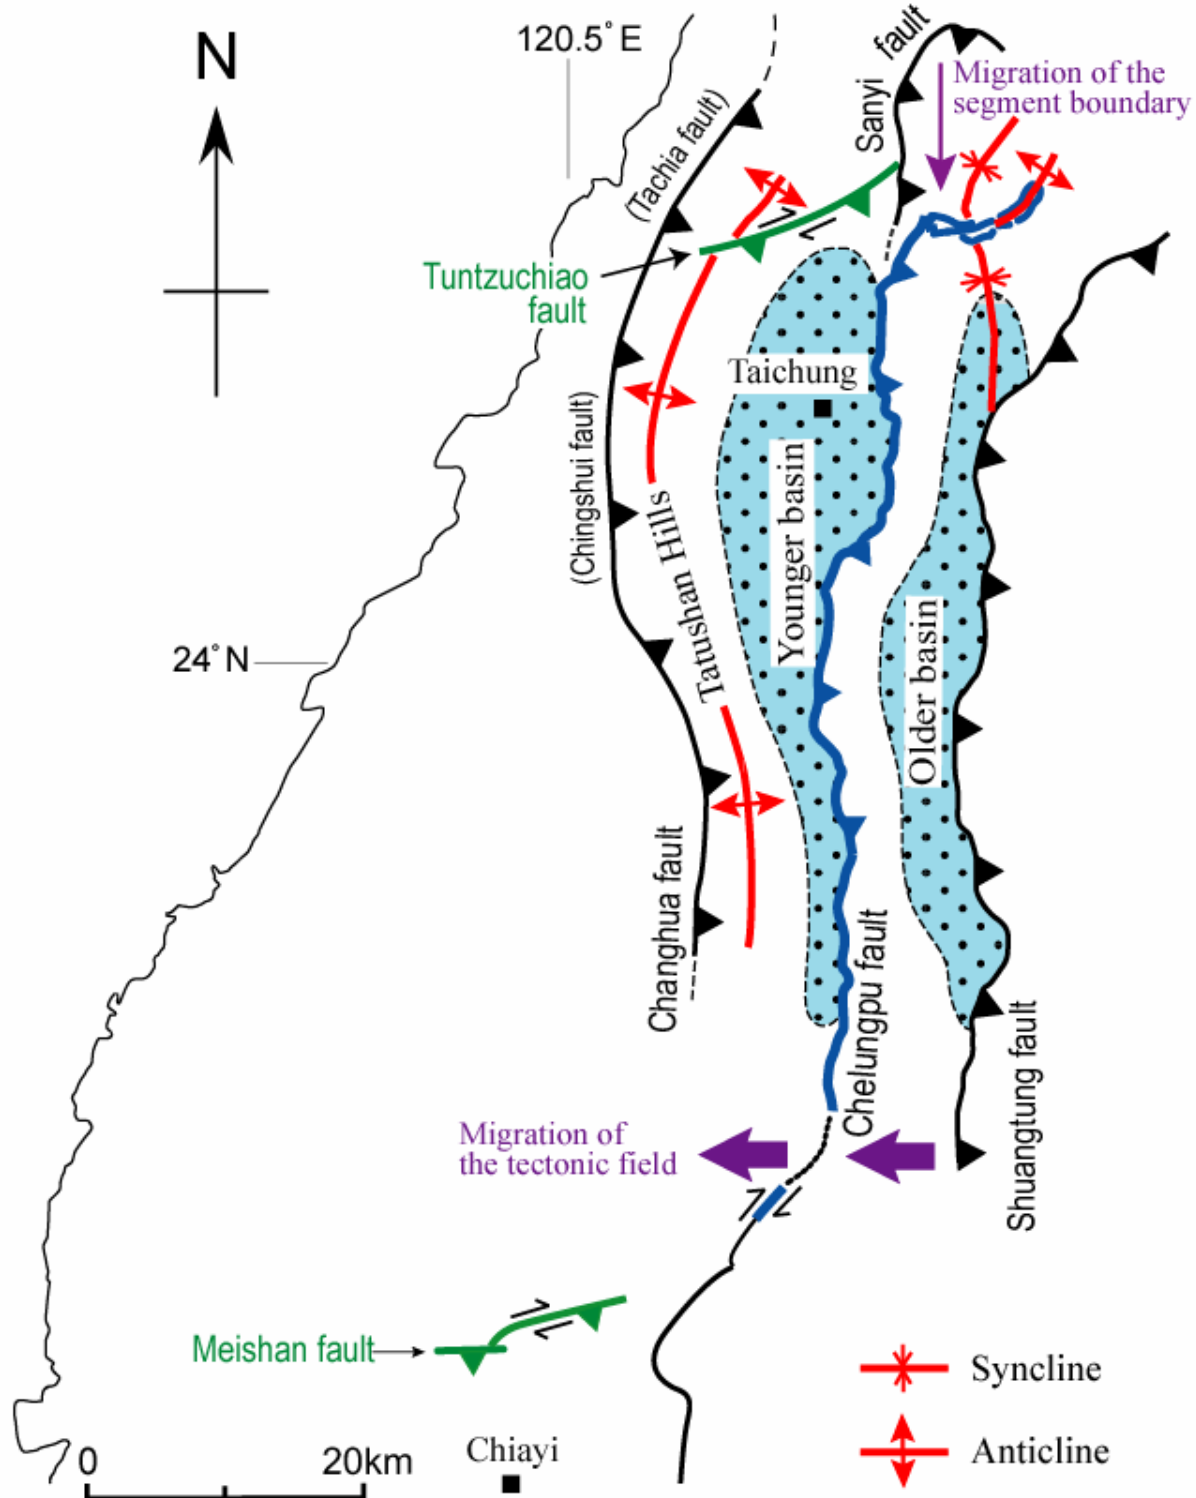 N
120.5° E
Sanyi fault
Migration of the
segment boundary
(Tachia fault)
Tuntzuchiao
fault
Taichung
(Chingshui fault)
Tatushan Hills
Younger basin
Older basin
24° N
Changhua fault
Chelungpu fault
Shuangtung fault
Migration of
the tectonic field
Meishan fault
Syncline
Anticline
0
20km
Chiayi